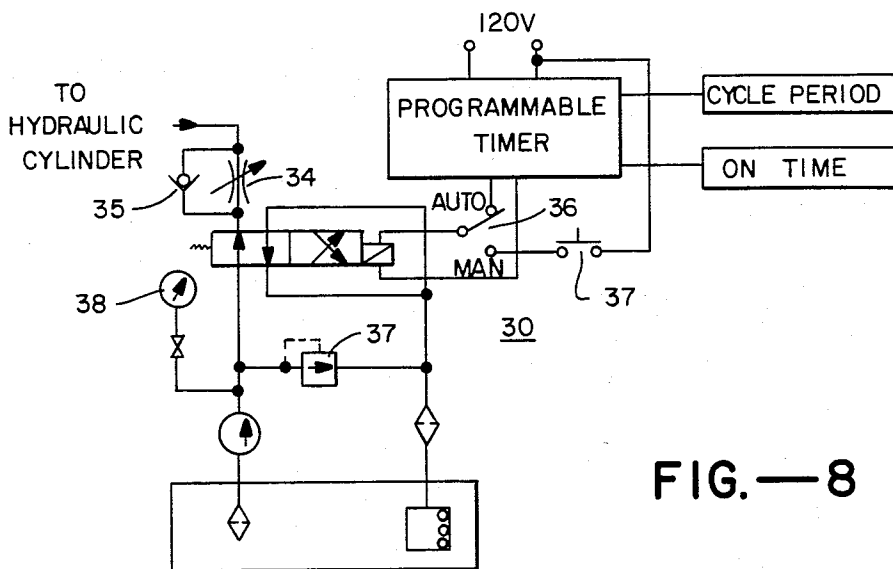 120V
TO
HYDRAULIC
CYLINDER
PROGRAMMABLE
TIMER
CYCLE PERIOD
ON TIME
35
34
AUTO
36
MAN
37
38
37
30
FIG.—8